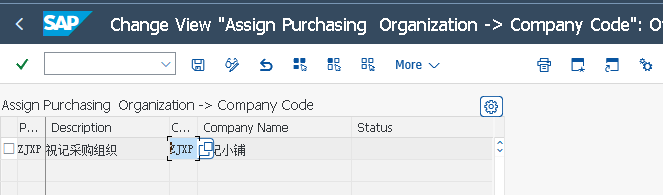 SAP Change View "Assign Purchasing Organization -> Company Code":
More
Assign Purchasing Organization -> Company Code
P... Description C... Company Name Status
ZJXP 祝记采购组织 ZJXP 记小铺